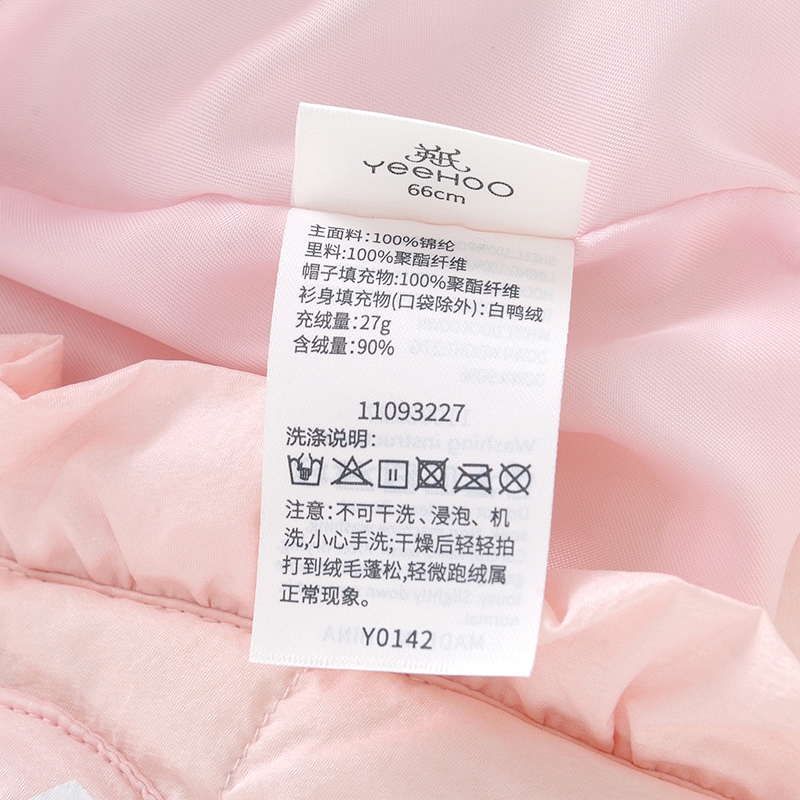 英氏
YEEHOO
66cm
主面料:100%锦纶
里料:100%聚酯纤维
帽子填充物:100%聚酯纤维
衫身填充物(口袋除外):白鸭绒
充绒量:27g
含绒量:90%
11093227
洗涤说明:
注意:不可干洗、浸泡、机
洗,小心手洗;干燥后轻轻拍
打到绒毛蓬松,轻微跑绒属
正常现象。
Y0142